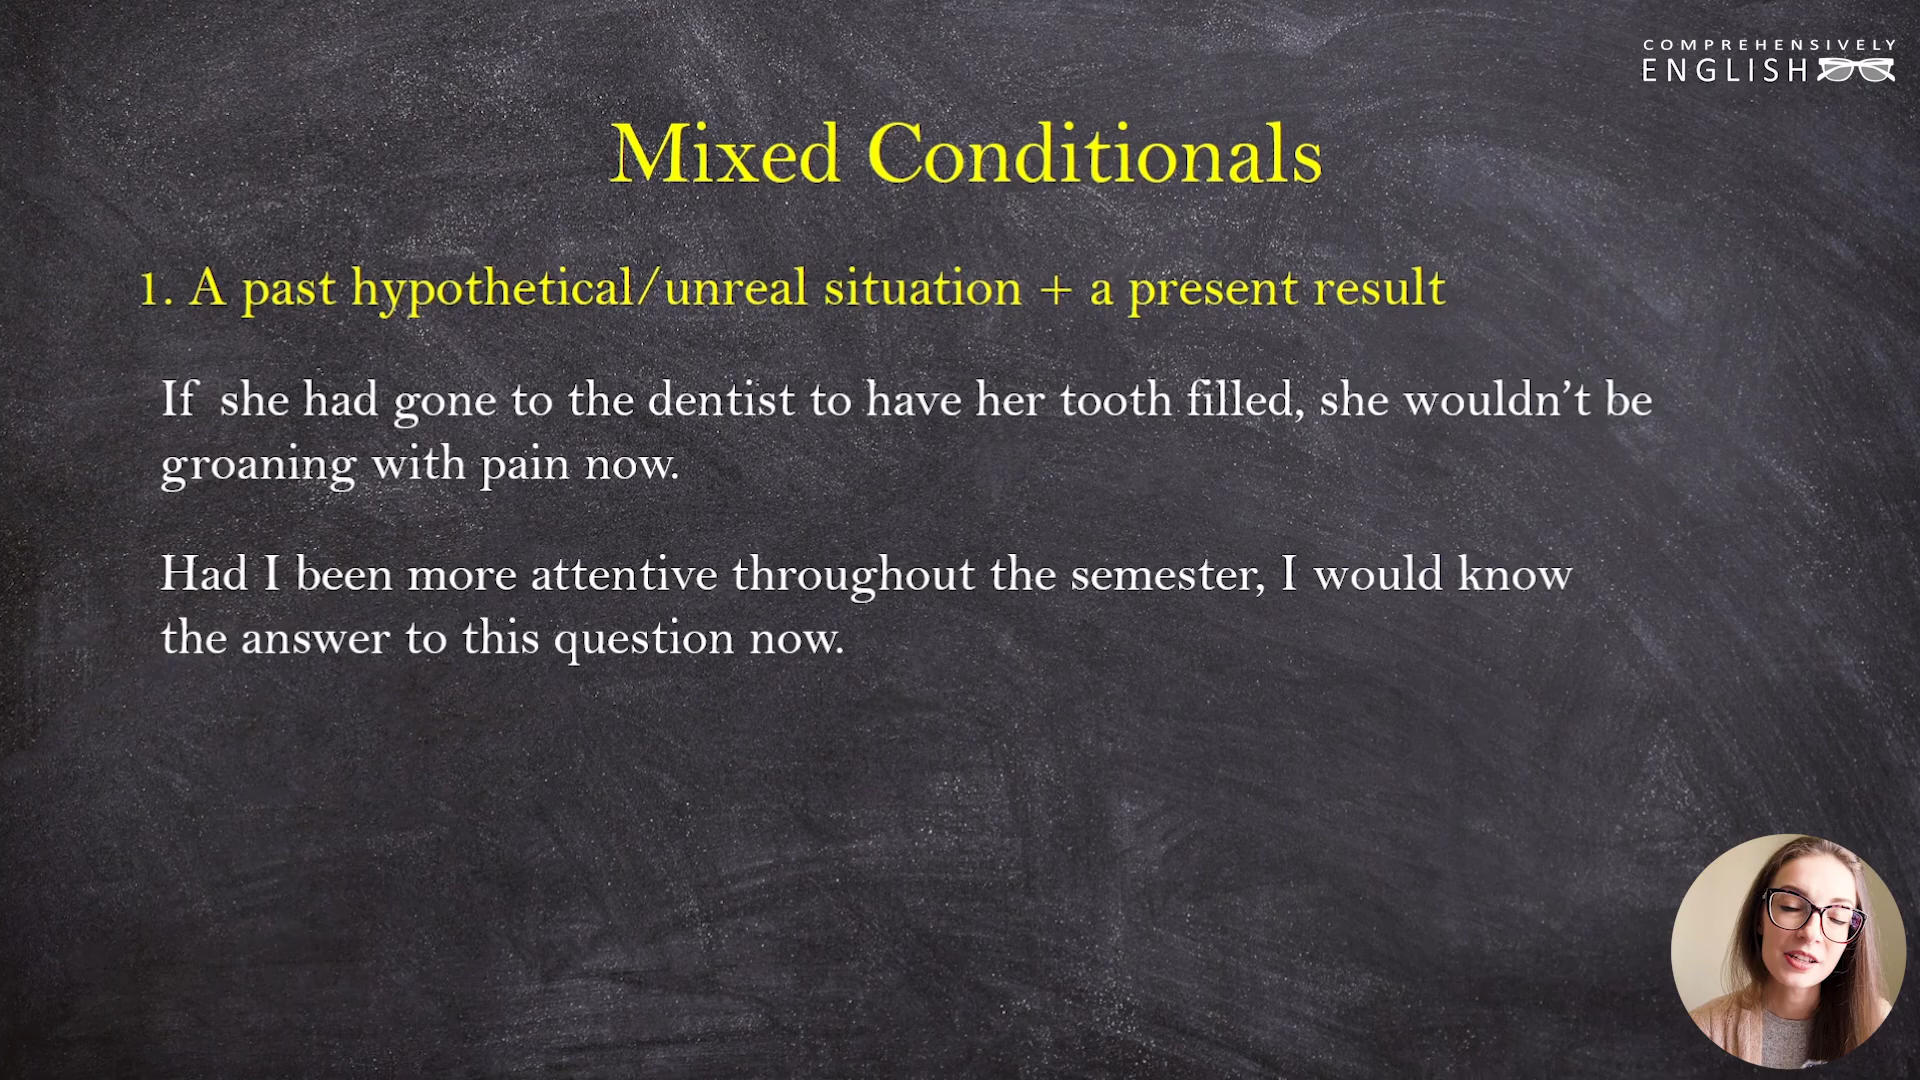 COMPREHENSIVELY
ENGLISH
Mixed Conditionals
1. A past hypothetical/unreal situation + a present result
If she had gone to the dentist to have her tooth filled, she wouldn’t be
groaning with pain now.
Had I been more attentive throughout the semester, I would know
the answer to this question now.